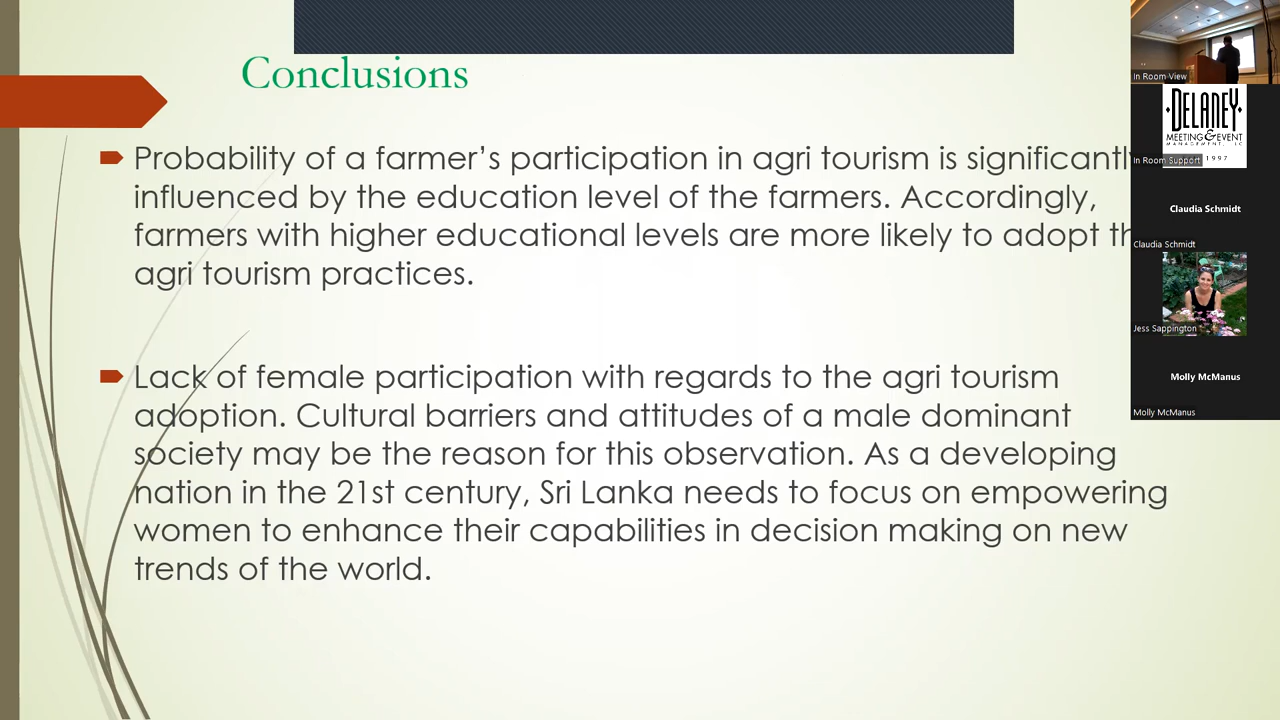 Conclusions
Probability of a farmer's participation in agri tourism is significantl
influenced by the education level of the farmers. Accordingly,
farmers with higher educational levels are more likely to adopt th
agri tourism practices.
Lack of female participation with regards to the agri tourism
adoption. Cultural barriers and attitudes of a male dominant
society may be the reason for this observation. As a developing
nation in the 21st century, Sri Lanka needs to focus on empowering
women to enhance their capabilities in decision making on new
trends of the world.
In Room View
DELANEY
MEETING & EVENT
MANAGEMENT, LLC
1997
In Room Support
Claudia Schmidt
Claudia Schmidt
Jess Sappington
Molly McManus
Molly McManus